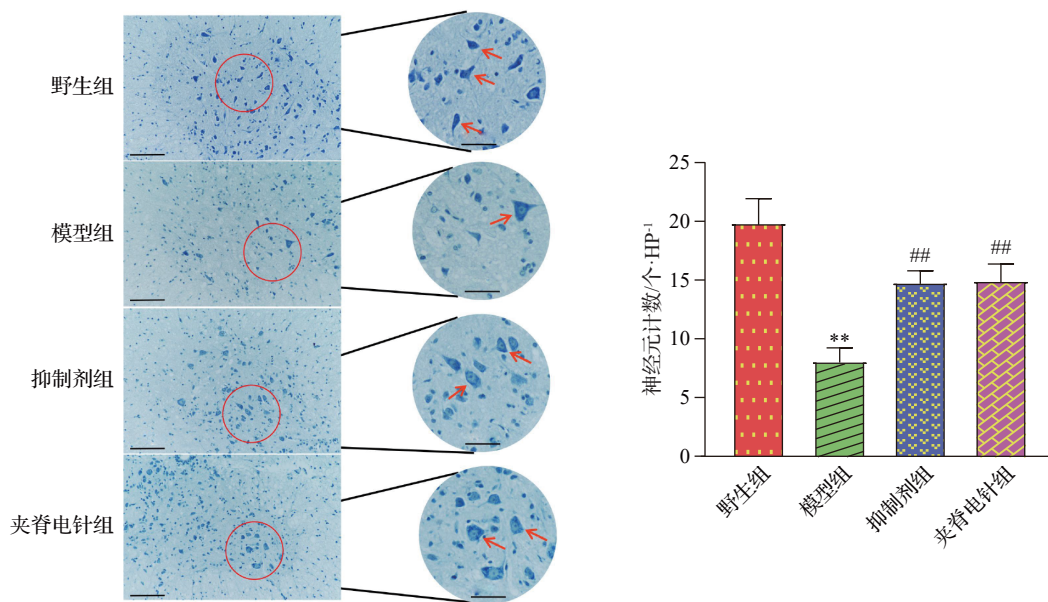 野生组
模型组
抑制剂组
夹脊电针组
神经元计数/个·HP-1
25
20
15
10
5
0
**
##
##
野生组
模型组
抑制剂组
夹脊电针组